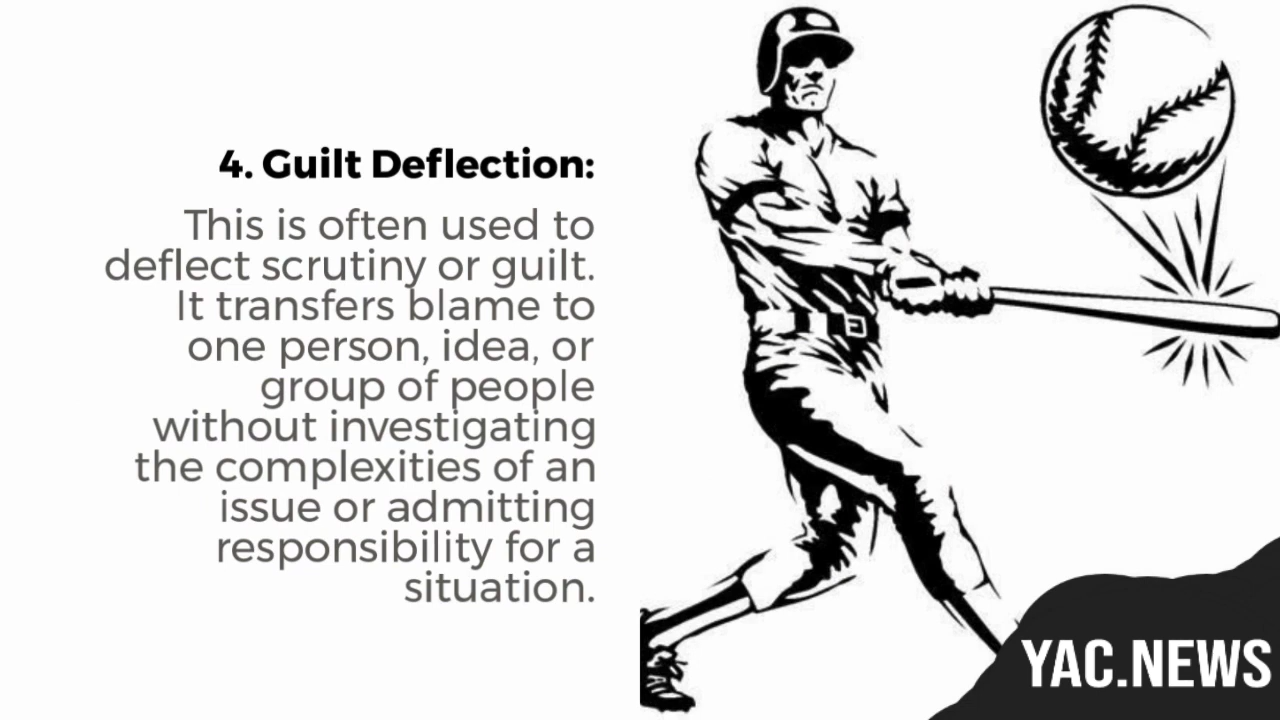 4. Guilt Deflection:
This is often used to
deflect scrutiny or guilt.
It transfers blame to
one person, idea, or
group of people
without investigating
the complexities of an
issue or admitting
responsibility for a
situation.
YAC.NEWS